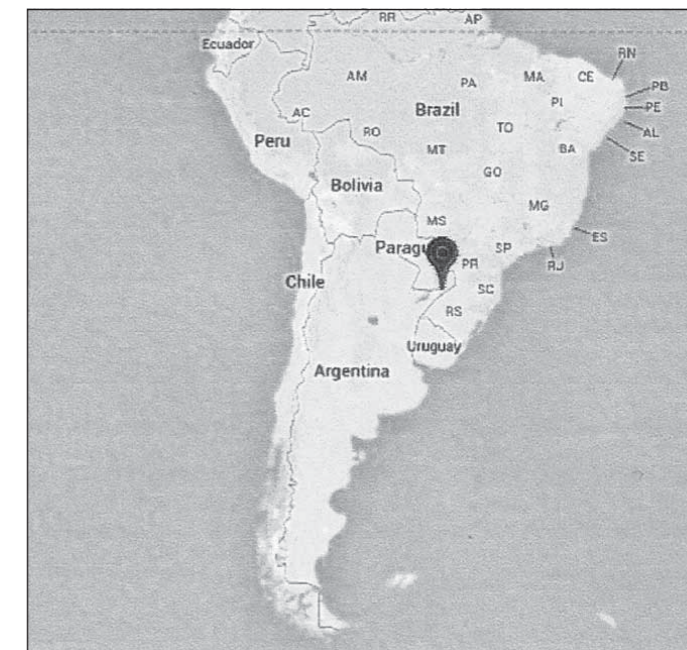 RR
AP
Ecuador
RN
AM
PA
MA
CE
PB
Brazil
PI
PE
AC
RO
TO
AL
Peru
MT
BA
SE
GO
Bolivia
MG
MS
ES
Paragu
SP
PR
RJ
Chile
SC
RS
Uruguay
Argentina